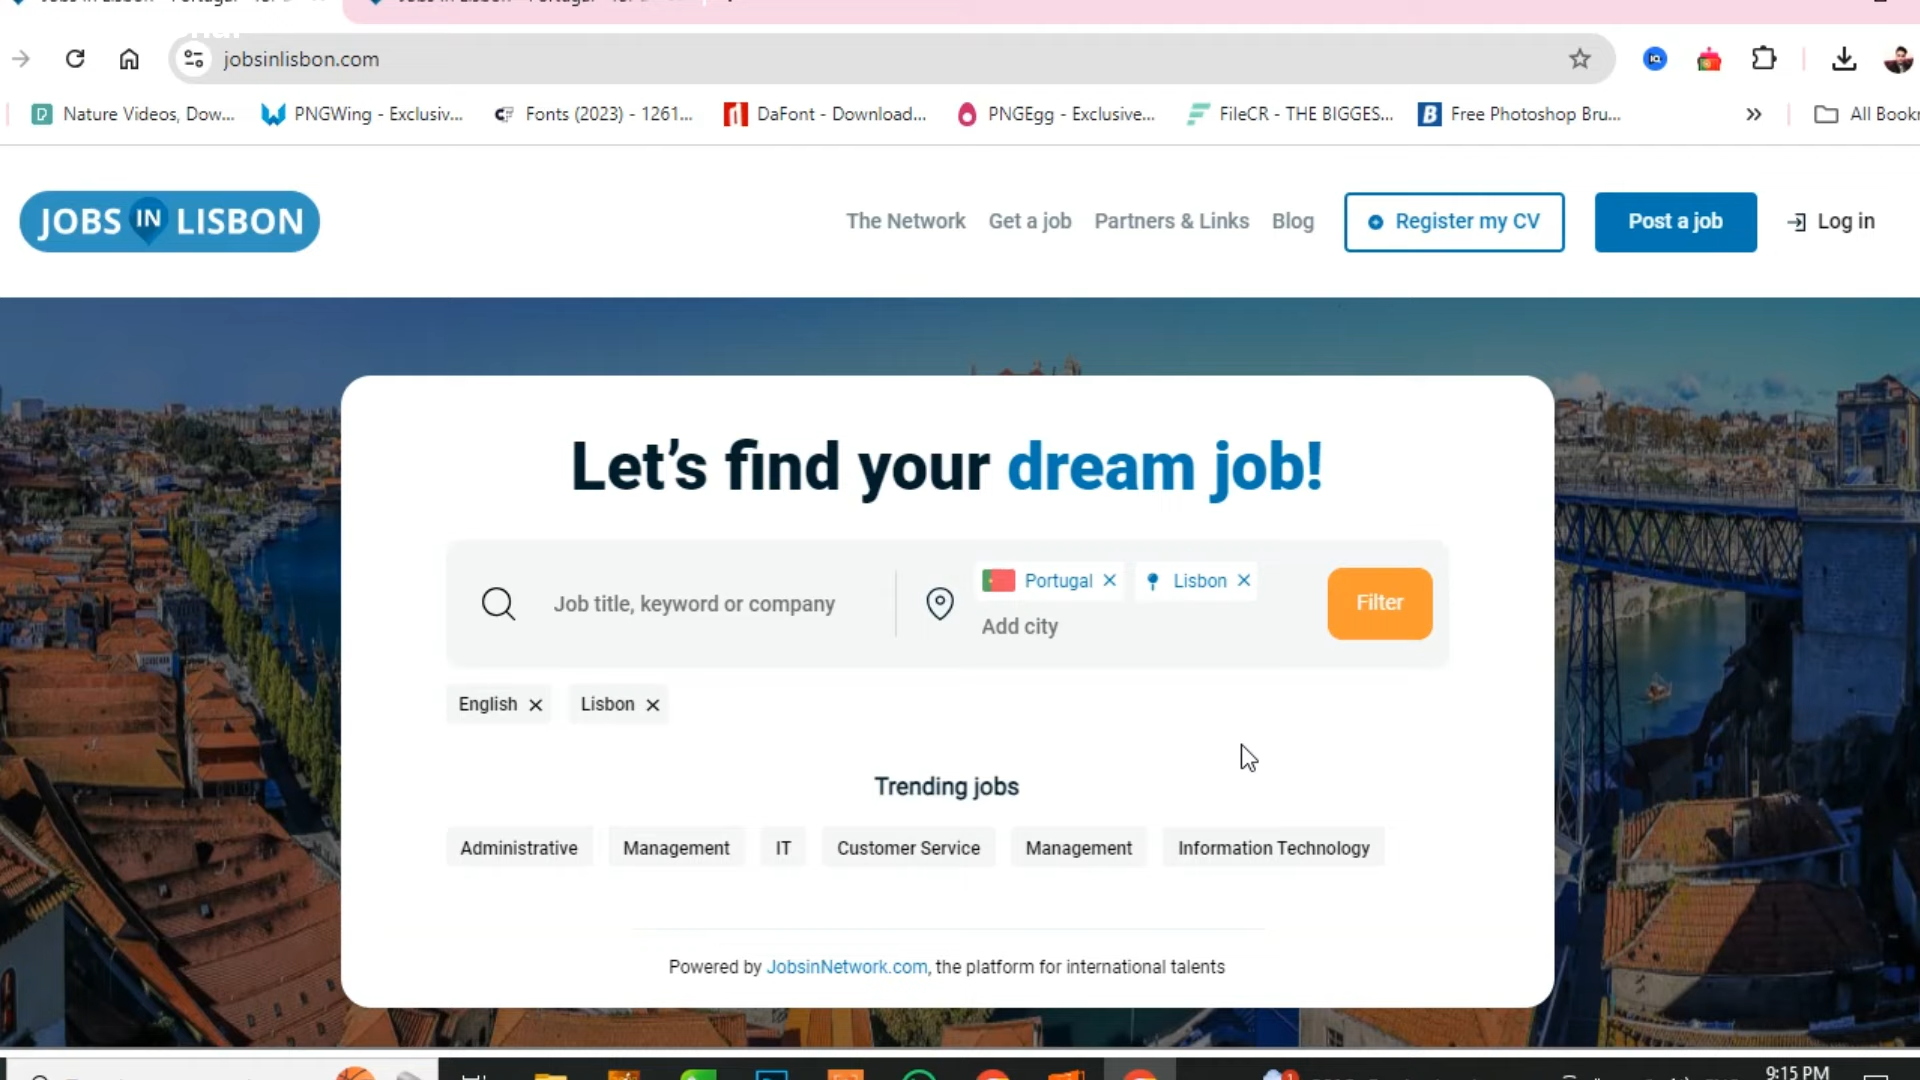 jobsinlisbon.com
Nature Videos, Dow... PNGWing - Exclusiv... Fonts (2023) - 1261... DaFont - Download... PNGEgg - Exclusive... FileCR - THE BIGGES... Free Photoshop Bru... » All Bookr
JOBS IN LISBON
The Network Get a job Partners & Links Blog Register my CV Post a job Log in
Let's find your dream job!
Job title, keyword or company
Portugal × Lisbon ×
Add city
Filter
English × Lisbon ×
Trending jobs
Administrative Management IT Customer Service Management Information Technology
Powered by JobsinNetwork.com, the platform for international talents
9:15 PM